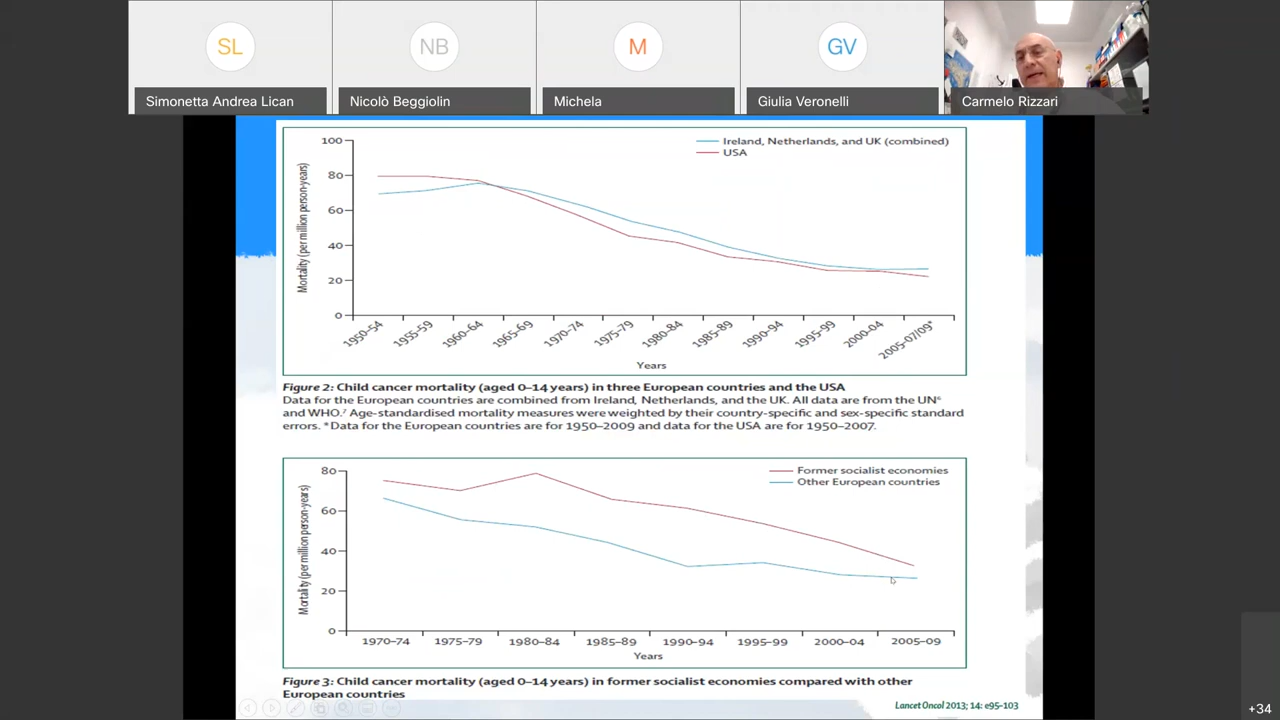 SL
NB
M
GV
Simonetta Andrea Lican
Nicolò Beggiolin
Michela
Giulia Veronelli
Carmelo Rizzari
Mortality (per million person-years)
100
80
60
40
20
0
Ireland, Netherlands, and UK (combined)
USA
1950–54
1955–59
1960–64
1965–69
1970–74
1975–79
1980–84
1985–89
1990–94
1995–99
2000–04
2005–07/09*
Years
Figure 2: Child cancer mortality (aged 0–14 years) in three European countries and the USA
Data for the European countries are combined from Ireland, Netherlands, and the UK. All data are from the UN⁶
and WHO.⁷ Age-standardised mortality measures were weighted by their country-specific and sex-specific standard
errors. *Data for the European countries are for 1950–2009 and data for the USA are for 1950–2007.
Mortality (per million person-years)
80
60
40
20
0
Former socialist economies
Other European countries
1970–74
1975–79
1980–84
1985–89
1990–94
1995–99
2000–04
2005–09
Years
Figure 3: Child cancer mortality (aged 0–14 years) in former socialist economies compared with other
European countries
Lancet Oncol 2013; 14: e95–103
+34